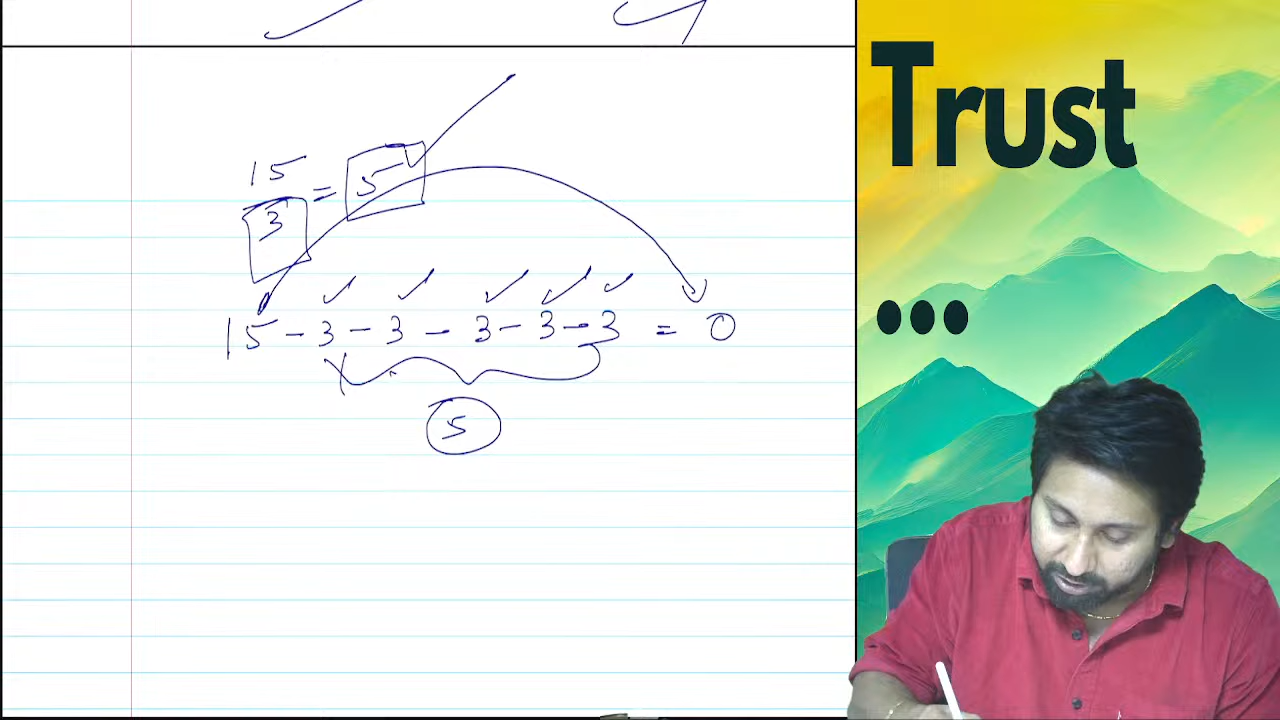 15
3 = 5
15 - 3 - 3 - 3 - 3 - 3 = 0
5
Trust
...